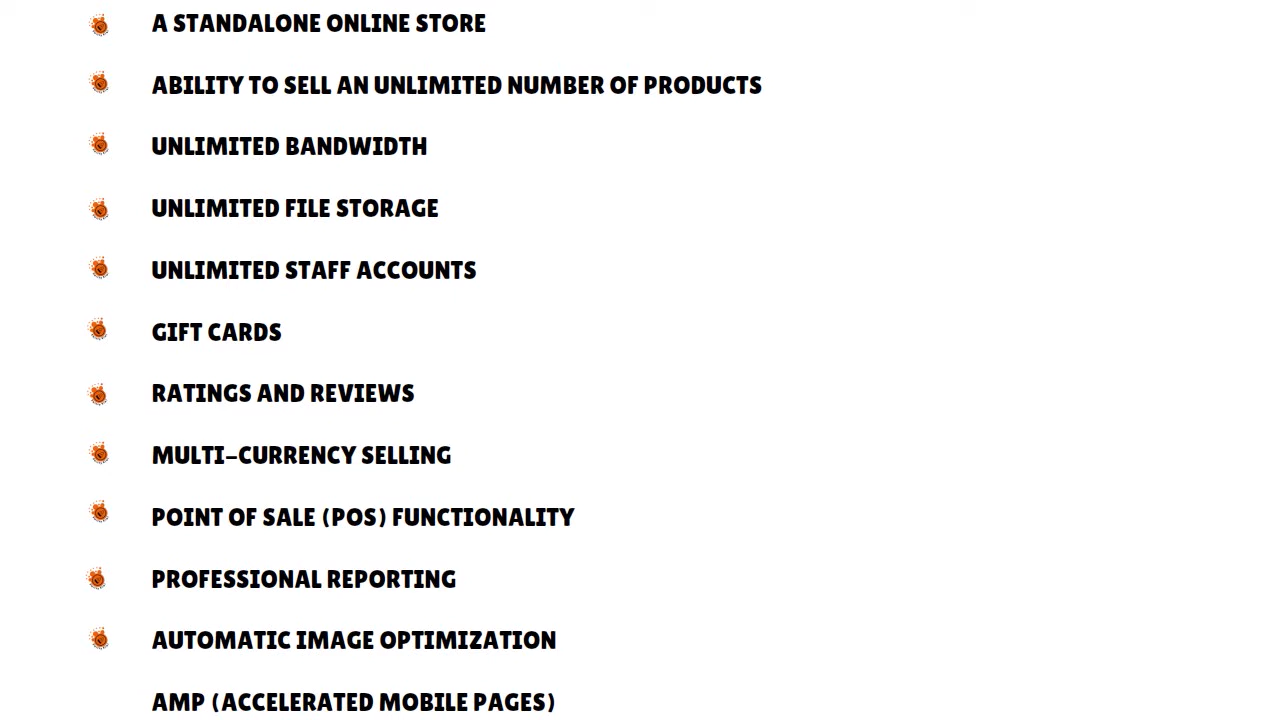 A STANDALONE ONLINE STORE
ABILITY TO SELL AN UNLIMITED NUMBER OF PRODUCTS
UNLIMITED BANDWIDTH
UNLIMITED FILE STORAGE
UNLIMITED STAFF ACCOUNTS
GIFT CARDS
RATINGS AND REVIEWS
MULTI-CURRENCY SELLING
POINT OF SALE (POS) FUNCTIONALITY
PROFESSIONAL REPORTING
AUTOMATIC IMAGE OPTIMIZATION
AMP (ACCELERATED MOBILE PAGES)